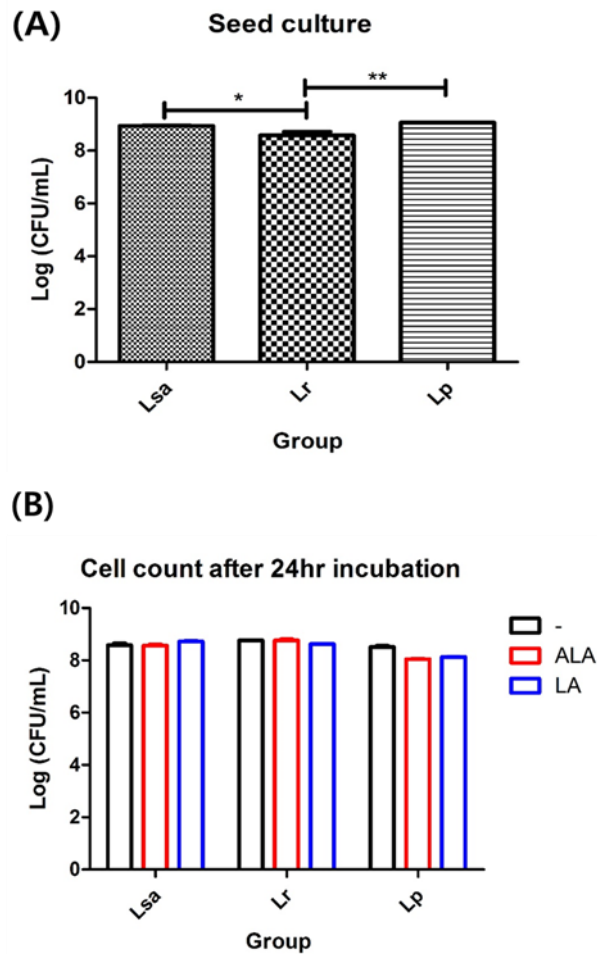 (A)
Seed culture
*
**
10
8
6
4
2
0
Log (CFU/mL)
Lsa
Lr
Lp
Group
(B)
Cell count after 24hr incubation
10
8
6
4
2
0
Log (CFU/mL)
Lsa
Lr
Lp
Group
-
ALA
LA